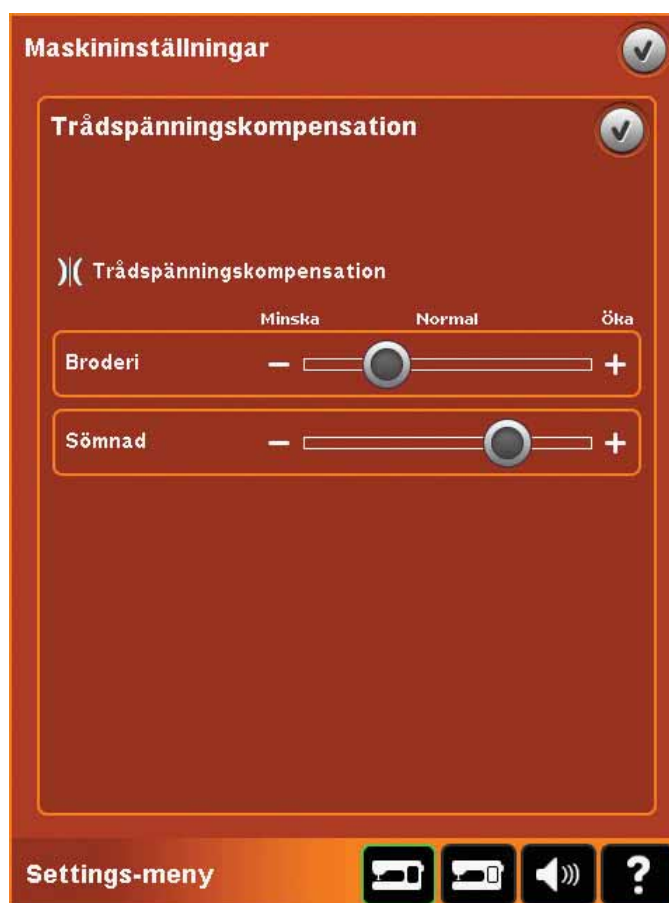 Maskininställningar
Trådspänningskompensation
Trådspänningskompensation
Minska Normal Öka
Broderi − +
Sömnad − +
Settings-meny ?